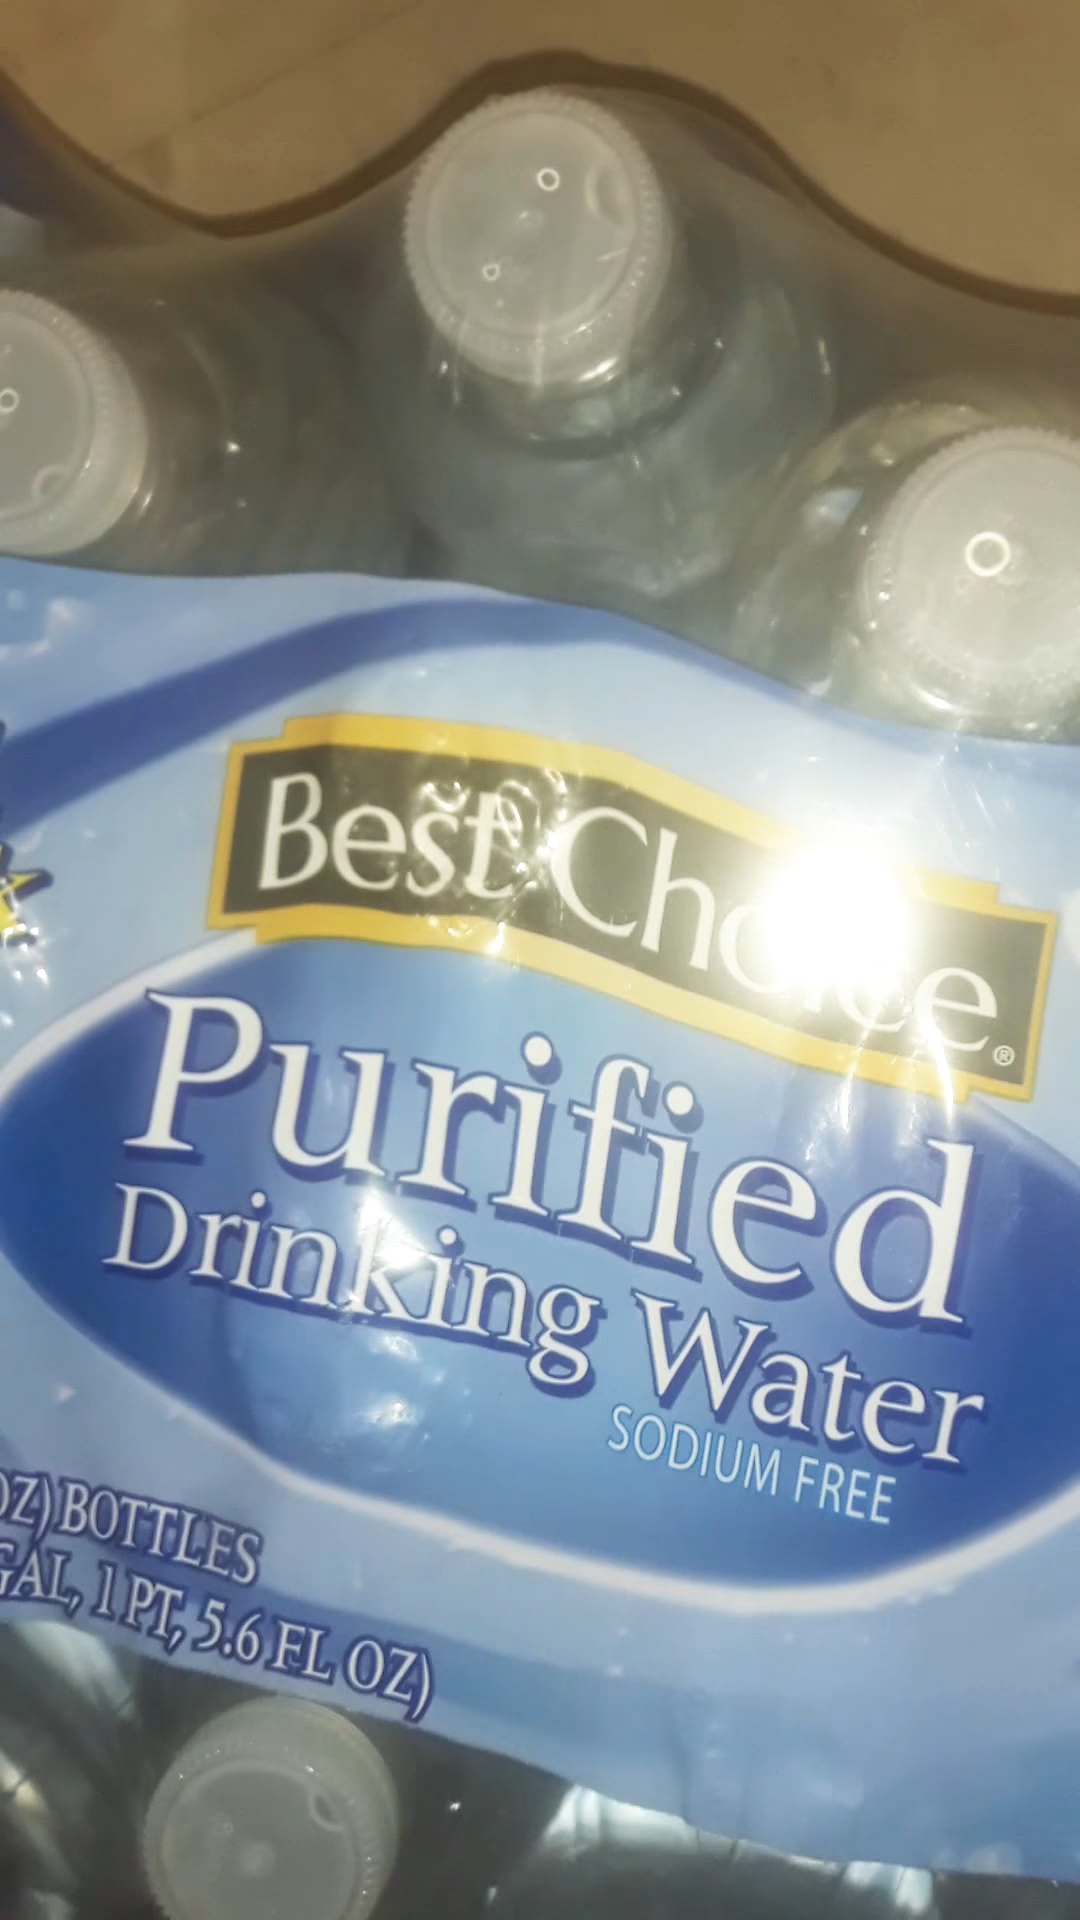 Best Choice®
Purified
Drinking Water
SODIUM FREE
OZ) BOTTLES
GAL, 1 PT, 5.6 FL OZ)